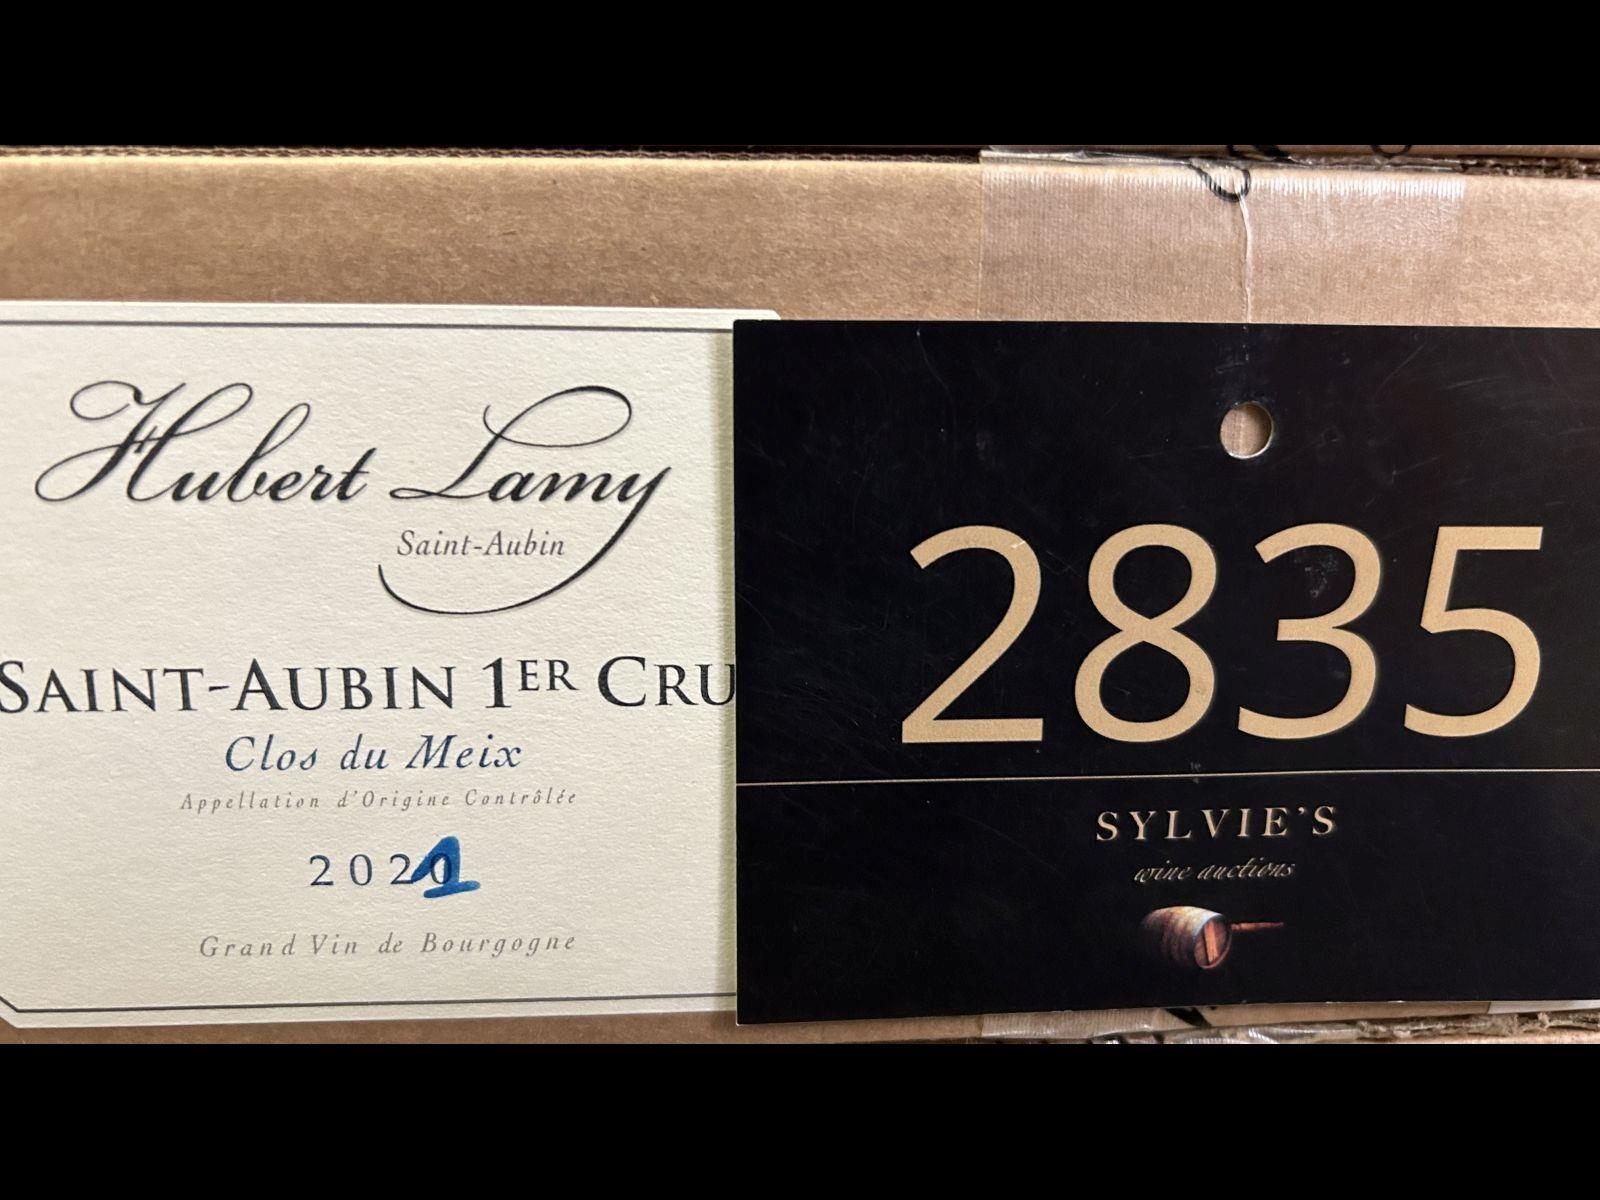 Hubert Lamy
Saint-Aubin
SAINT-AUBIN 1ER CRU
Clos du Meix
Appellation d'Origine Contrôlée
2021
Grand Vin de Bourgogne
2835
SYLVIE'S
wine auctions